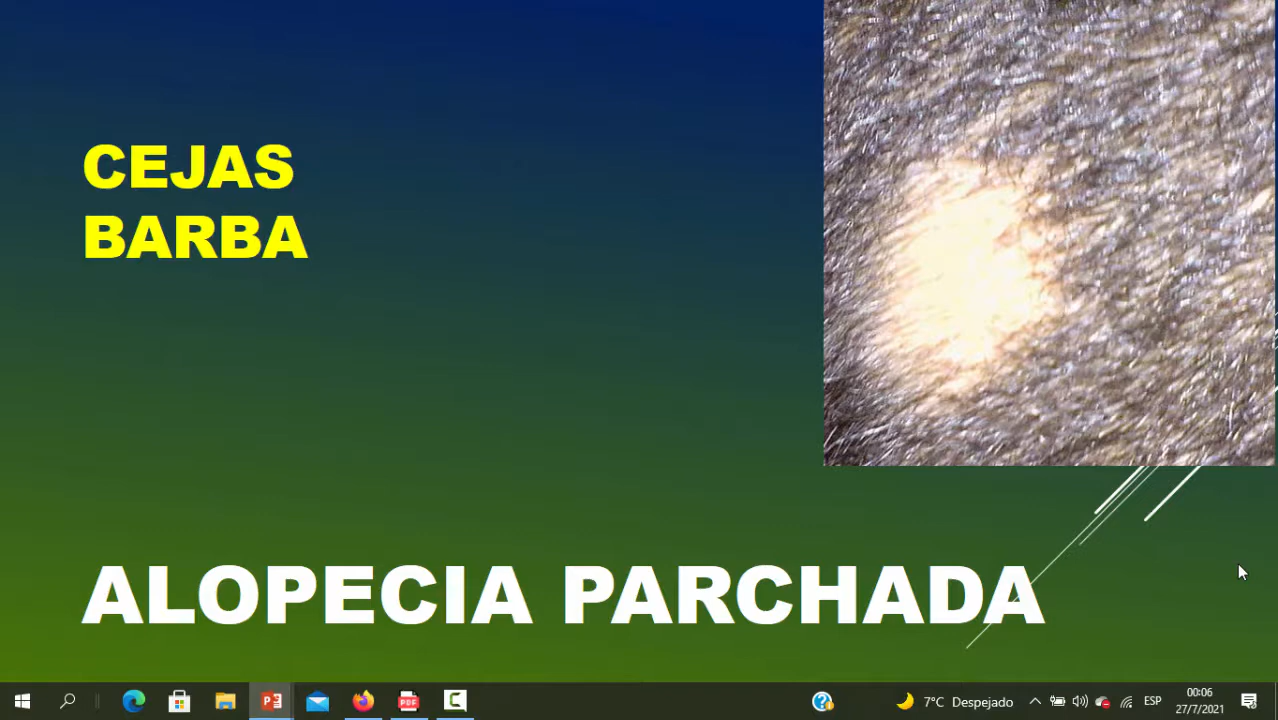 CEJAS
BARBA
ALOPECIA PARCHADA
7°C Despejado
ESP
00:06
27/7/2021